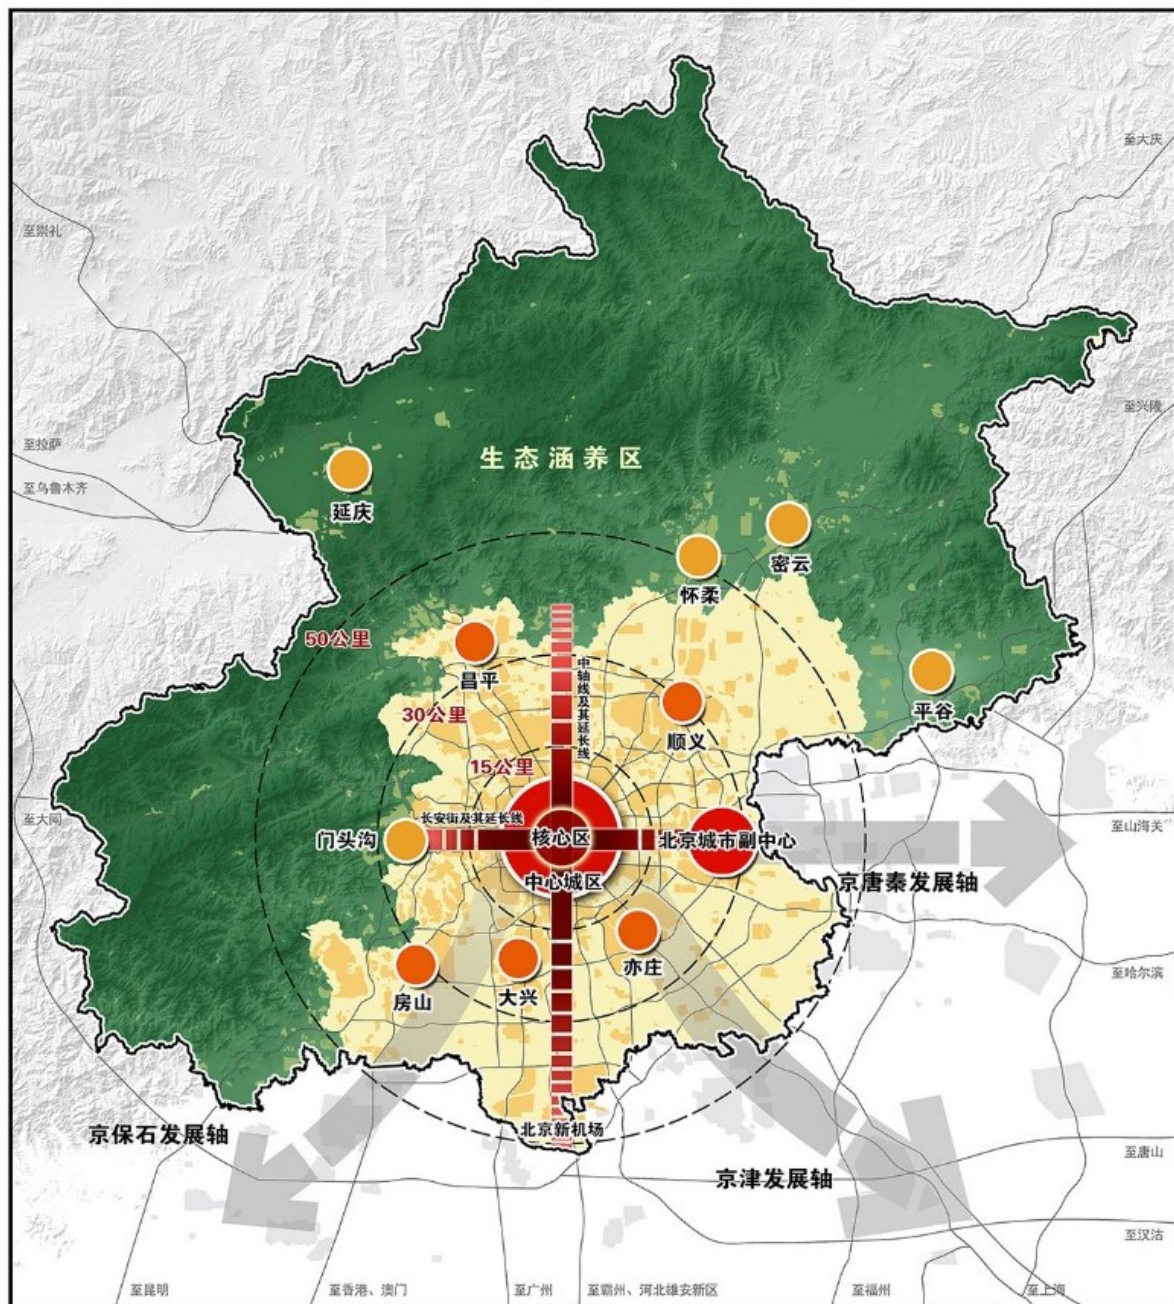 至大庆
至崇礼
至兴隆
至拉萨
生态涵养区
至乌鲁木齐
延庆
密云
怀柔
50公里
昌平
中轴线及其延长线
平谷
30公里
顺义
15公里
长安街及其延长线
至大同
至山海关
门头沟
核心区
北京城市副中心
中心城区
京唐秦发展轴
亦庄
至哈尔滨
大兴
房山
北京新机场
京保石发展轴
至唐山
京津发展轴
至汉沽
至昆明
至香港、澳门
至广州
至霸州、河北雄安新区
至福州
至上海